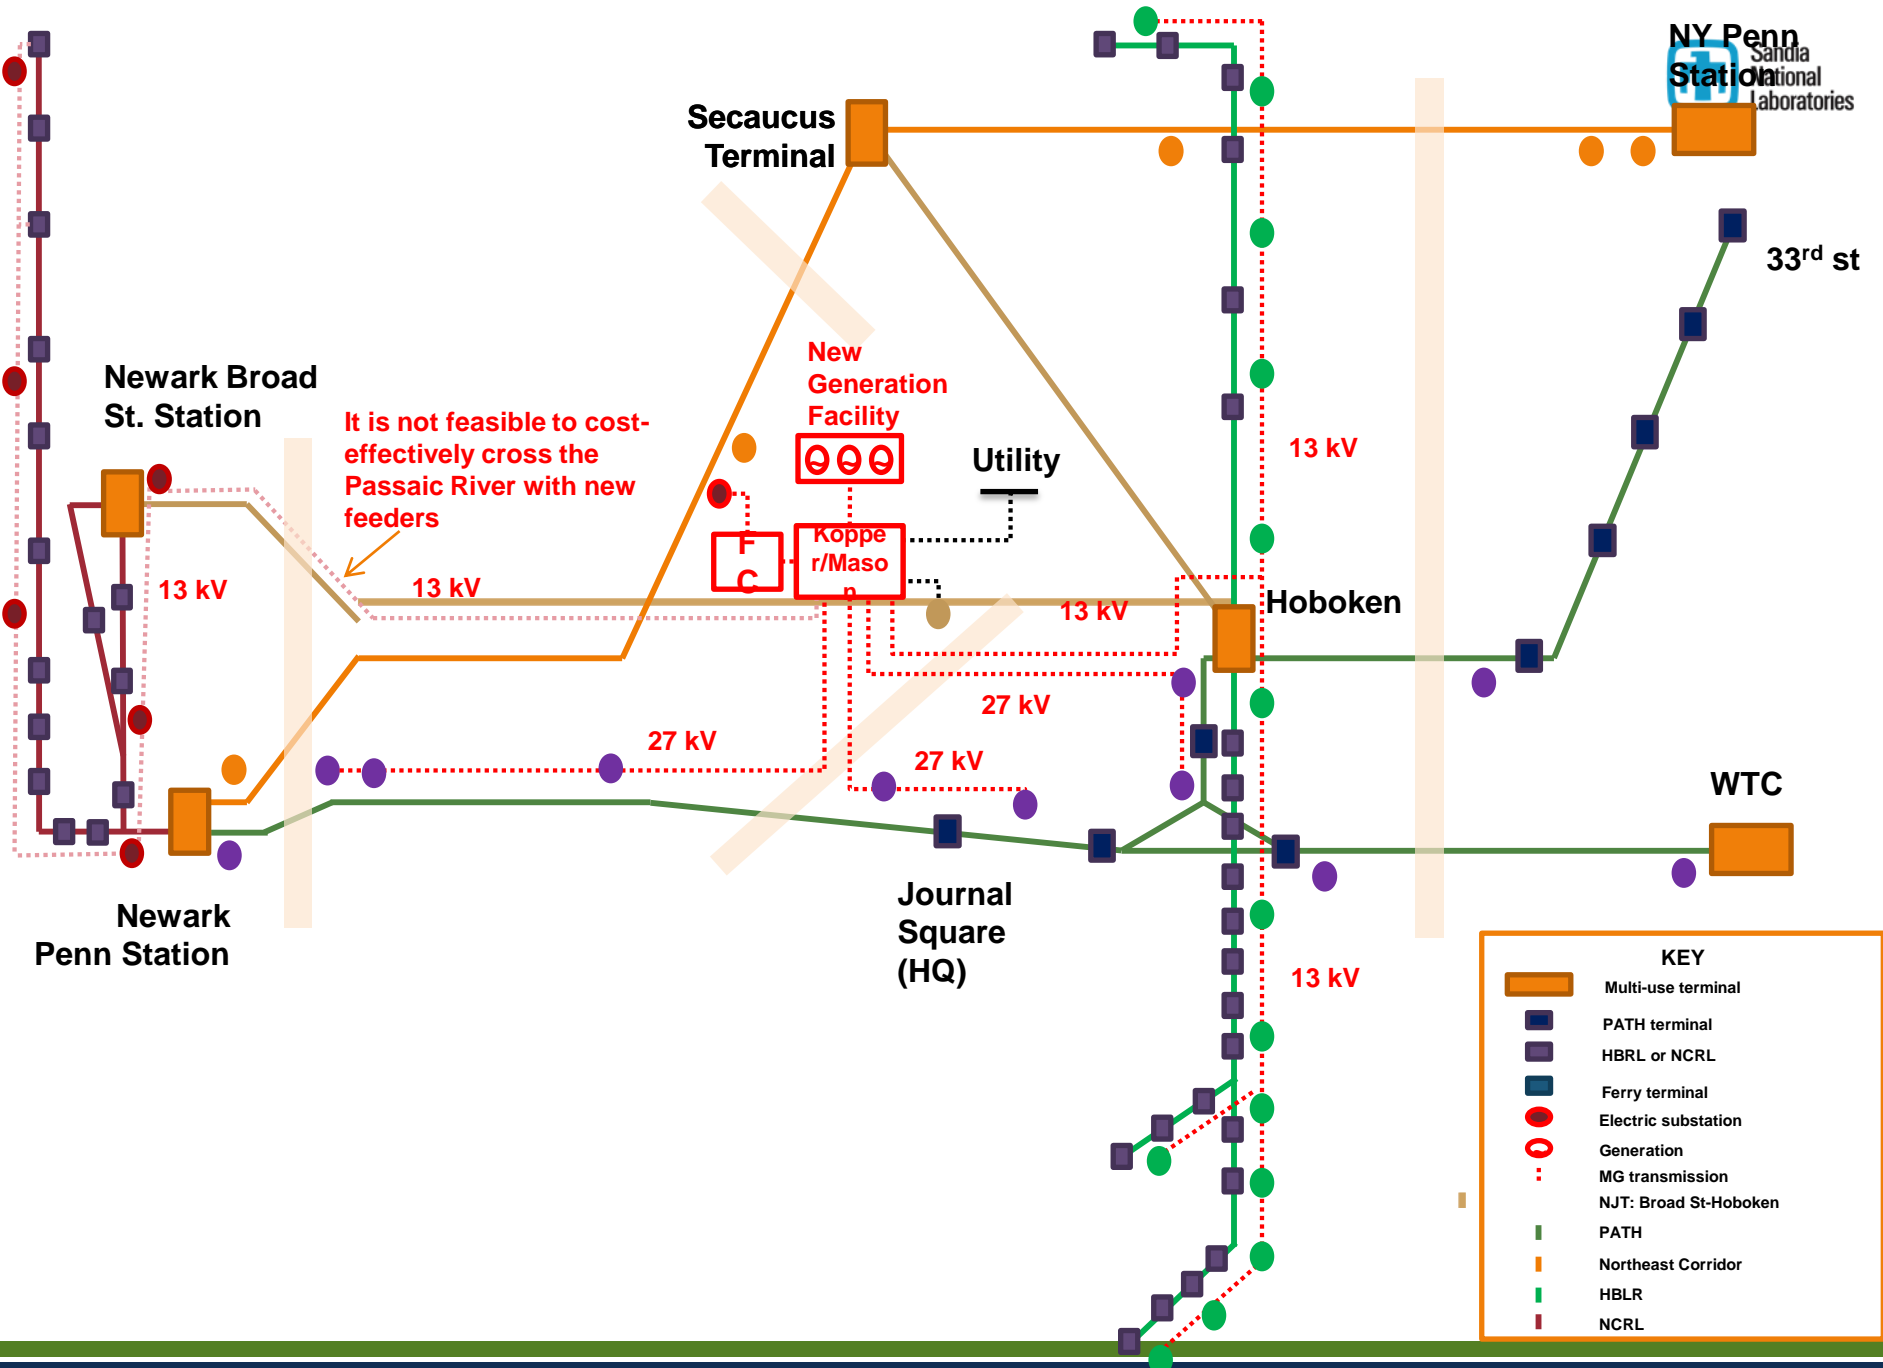 NY Penn
Station
Sandia
National
Laboratories
Secaucus
Terminal
33rd st
New
Generation
Facility
Newark Broad
St. Station
It is not feasible to cost-
effectively cross the
Passaic River with new
feeders
Utility
13 kV
F
C
Koppe
r/Maso
n
13 kV
13 kV
13 kV
Hoboken
27 kV
27 kV
27 kV
WTC
Journal
Square
(HQ)
Newark
Penn Station
13 kV
KEY
Multi-use terminal
PATH terminal
HBRL or NCRL
Ferry terminal
Electric substation
Generation
MG transmission
NJT: Broad St-Hoboken
PATH
Northeast Corridor
HBLR
NCRL